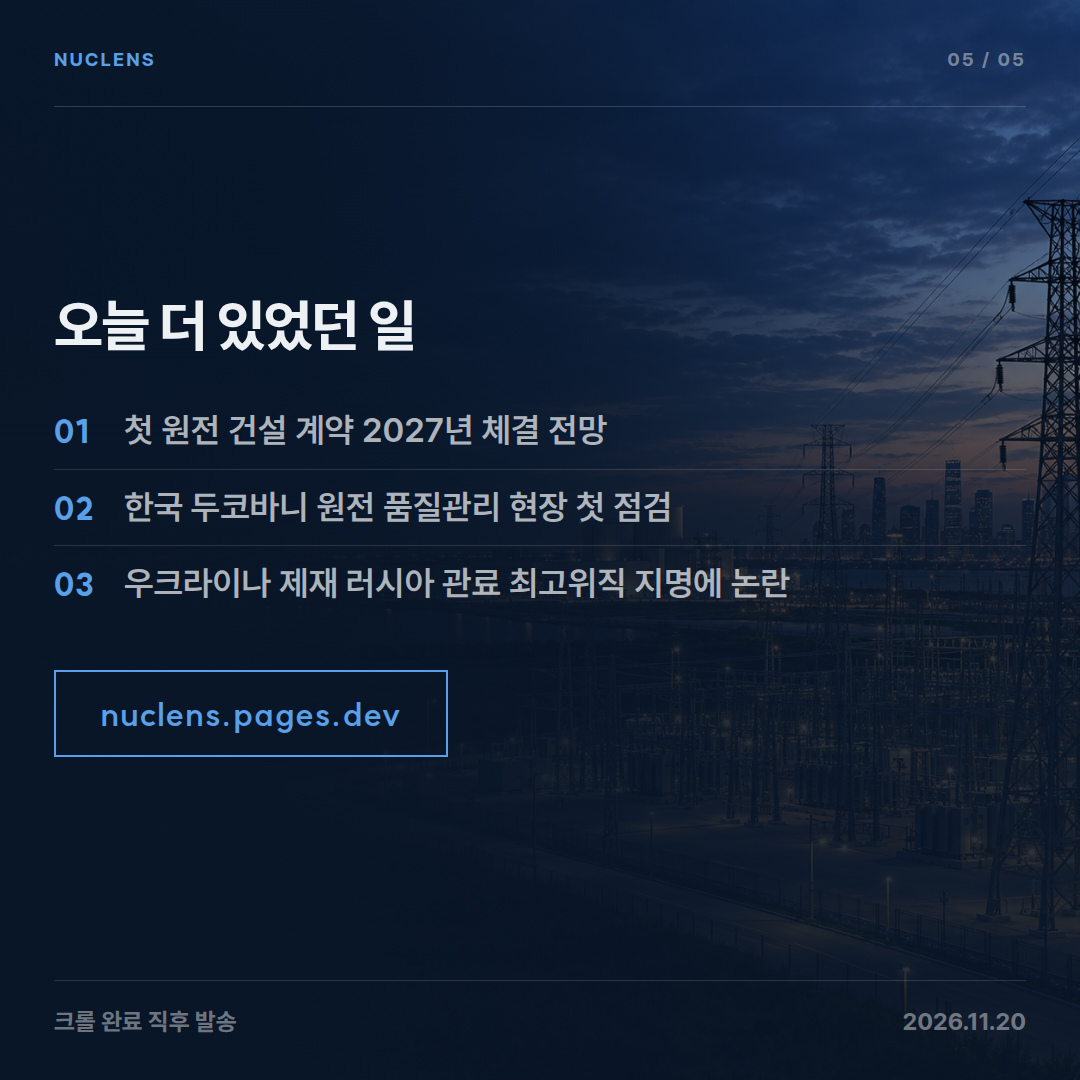 NUCLENS
05 / 05
오늘 더 있었던 일
01 첫 원전 건설 계약 2027년 체결 전망
02 한국 두코바니 원전 품질관리 현장 첫 점검
03 우크라이나 제재 러시아 관료 최고위직 지명에 논란
nuclens.pages.dev
크롤 완료 직후 발송
2026.11.20